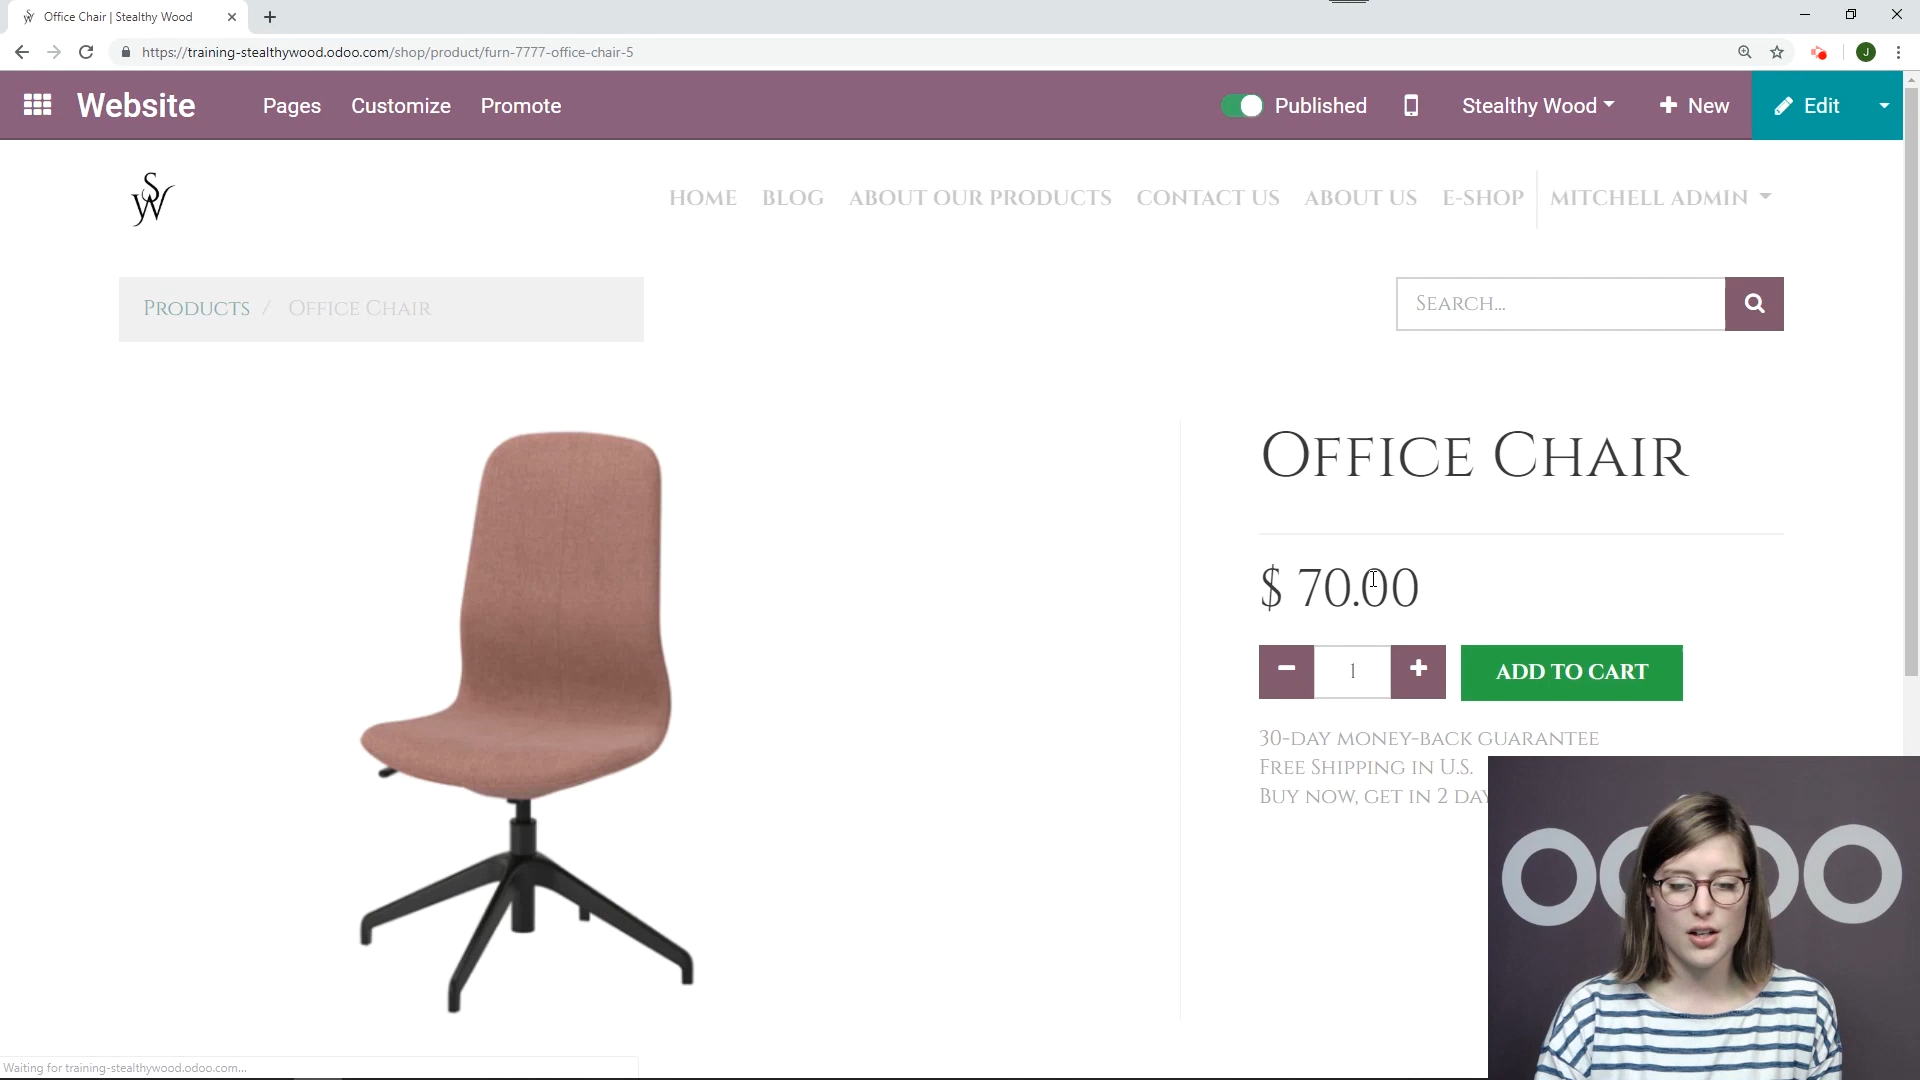 Office Chair | Stealthy Wood
https://training-stealthywood.odoo.com/shop/product/furn-7777-office-chair-5
J
Website
Pages
Customize
Promote
Published
Stealthy Wood
New
Edit
SW
HOME
BLOG
ABOUT OUR PRODUCTS
CONTACT US
ABOUT US
E-SHOP
MITCHELL ADMIN
PRODUCTS / OFFICE CHAIR
SEARCH...
OFFICE CHAIR
$ 70.00
1
ADD TO CART
30-DAY MONEY-BACK GUARANTEE
FREE SHIPPING IN U.S.
BUY NOW, GET IN 2 DAY
odoo
Waiting for training-stealthywood.odoo.com...